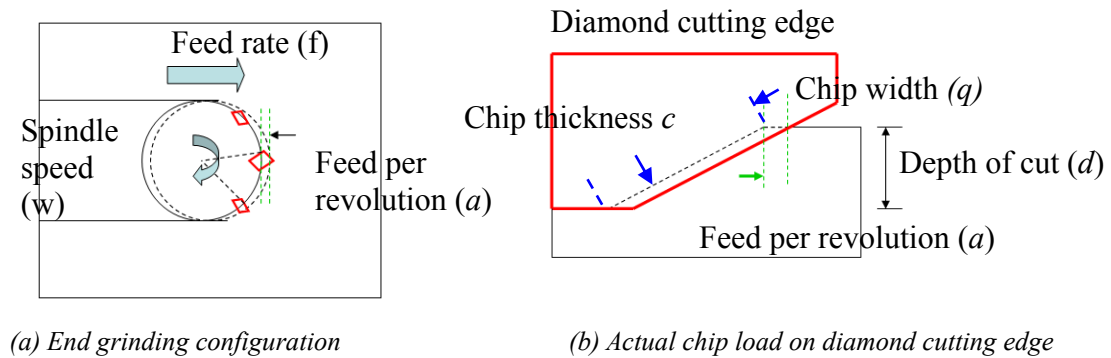 Feed rate (f)
Spindle
speed
(w)
Feed per
revolution (a)
(a) End grinding configuration
Diamond cutting edge
Chip width (q)
Chip thickness c
Depth of cut (d)
Feed per revolution (a)
(b) Actual chip load on diamond cutting edge